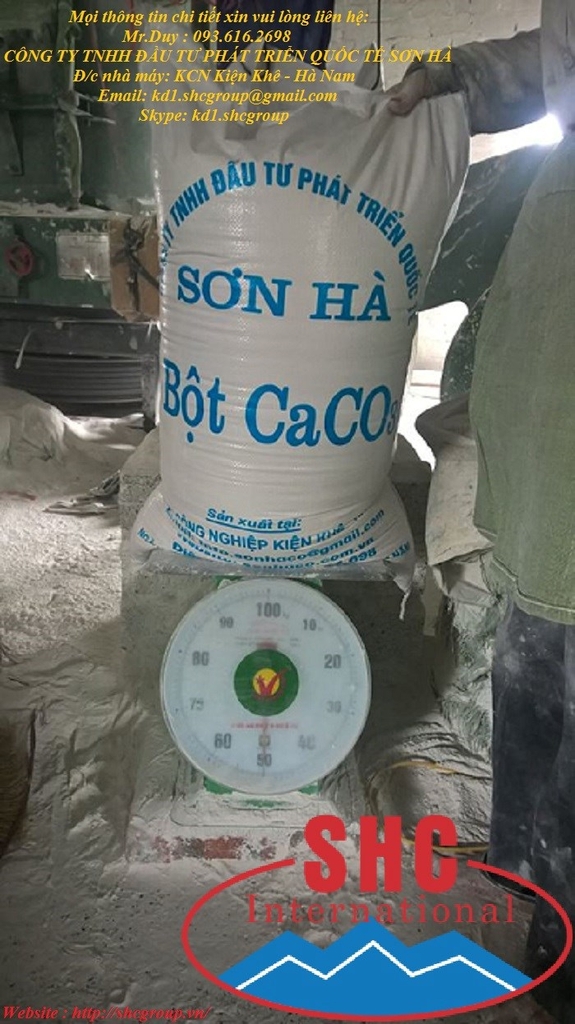 Mọi thông tin chi tiết xin vui lòng liên hệ:
Mr.Duy : 093.616.2698
CÔNG TY TNHH ĐẦU TƯ PHÁT TRIỂN QUỐC TẾ SƠN HÀ
Đ/c nhà máy: KCN Kiện Khê - Hà Nam
Email: kd1.shcgroup@gmail.com
Skype: kd1.shcgroup
TNHH ĐẦU TƯ PHÁT TRIỂN QUỐC
SƠN HÀ
Bột CaCO3
Sản xuất tại:
NGHIỆP KIỆN KHÊ
100
90
10
80
20
75
30
60
40
50
SHC
International
Website : http://shcgroup.vn/